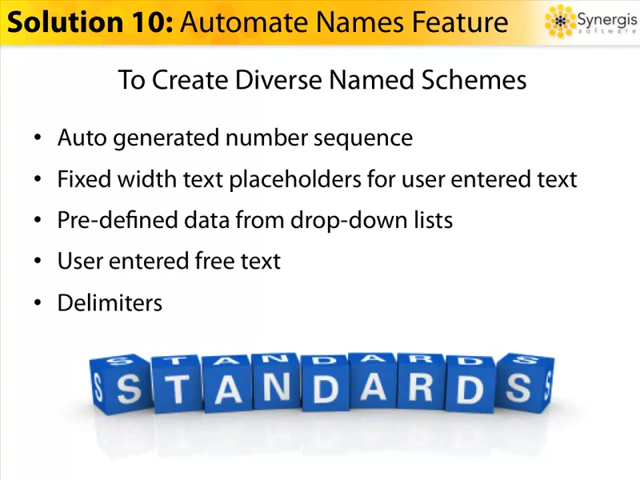 Solution 10: Automate Names Feature
Synergis
software
To Create Diverse Named Schemes
• Auto generated number sequence
• Fixed width text placeholders for user entered text
• Pre-defined data from drop-down lists
• User entered free text
• Delimiters
S T A N D A R D S
S S T A N D A R D S S